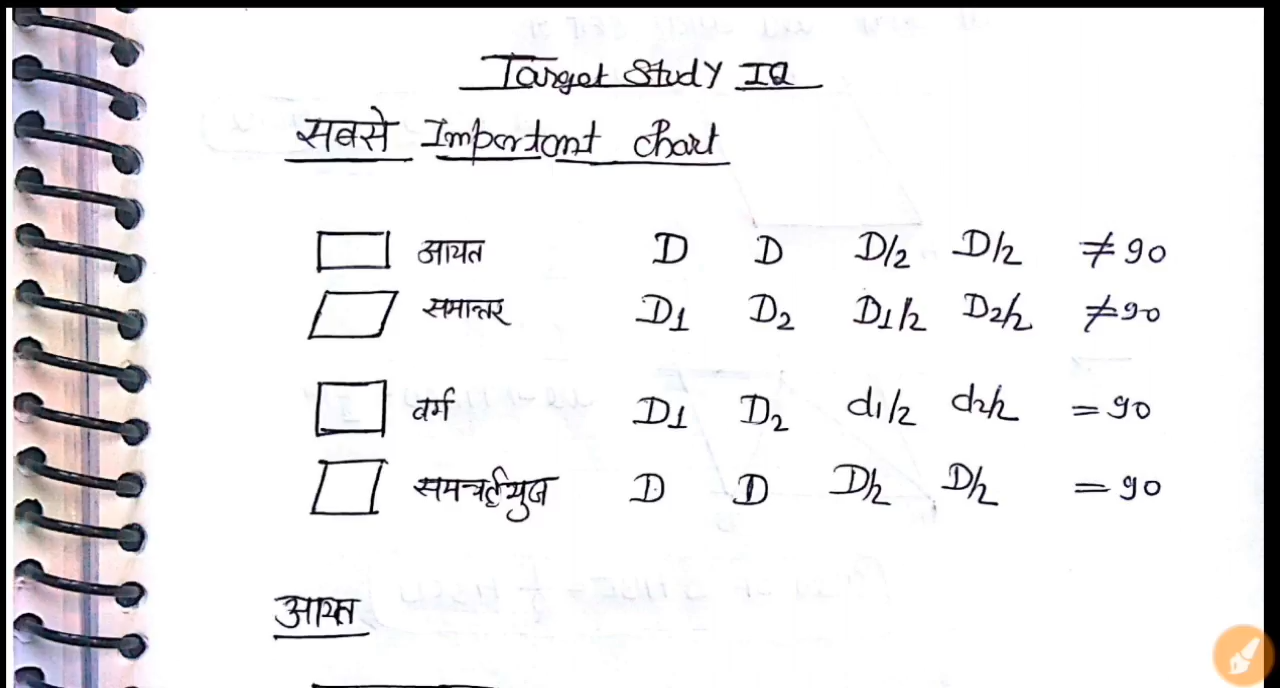 Target Study IQ
सबसे Important Chart
आयत D D D/2 D/2 ≠ 90
समान्तर D1 D2 D1/2 D2/2 ≠ 90
वर्ग D1 D2 d1/2 d2/2 = 90
समचर्तुभुज D D D/2 D/2 = 90
आयत